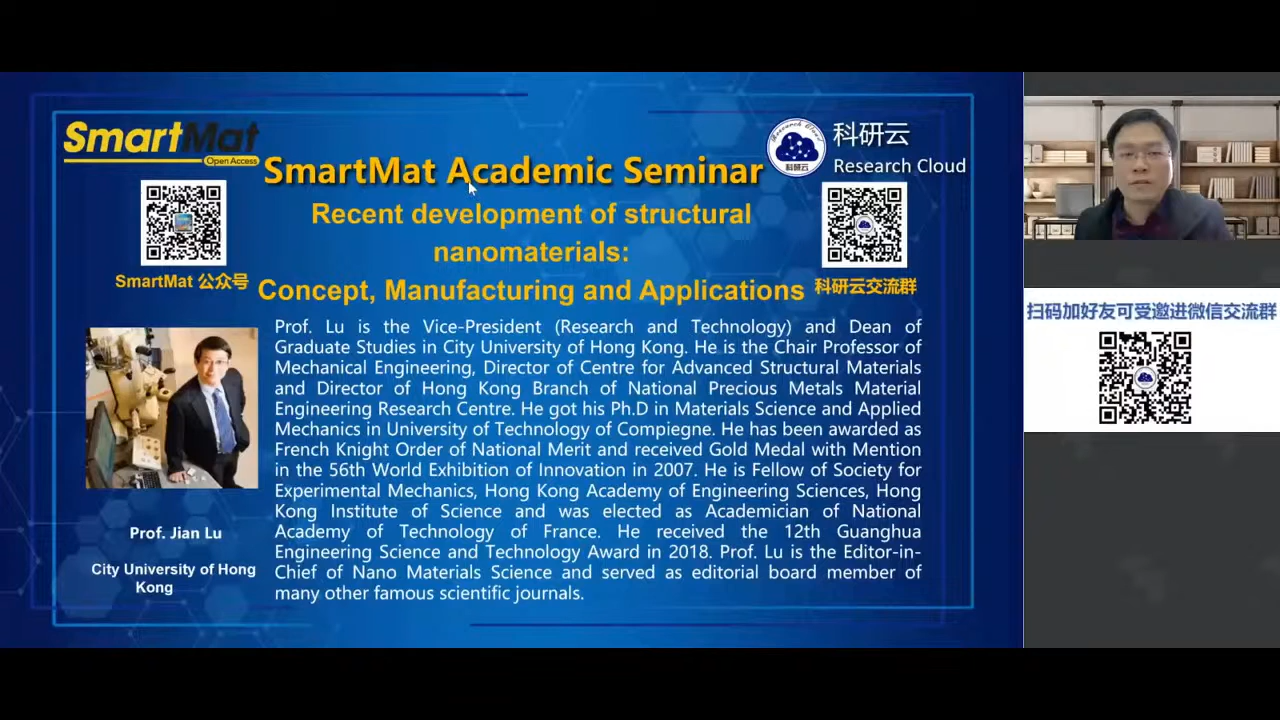 SmartMat
Open Access
科研云
Research Cloud
Research Cloud
科研云
SmartMat Academic Seminar
Recent development of structural
nanomaterials:
Concept, Manufacturing and Applications
SmartMat 公众号
科研云交流群
Prof. Lu is the Vice-President (Research and Technology) and Dean of
Graduate Studies in City University of Hong Kong. He is the Chair Professor of
Mechanical Engineering, Director of Centre for Advanced Structural Materials
and Director of Hong Kong Branch of National Precious Metals Material
Engineering Research Centre. He got his Ph.D in Materials Science and Applied
Mechanics in University of Technology of Compiegne. He has been awarded as
French Knight Order of National Merit and received Gold Medal with Mention
in the 56th World Exhibition of Innovation in 2007. He is Fellow of Society for
Experimental Mechanics, Hong Kong Academy of Engineering Sciences, Hong
Kong Institute of Science and was elected as Academician of National
Academy of Technology of France. He received the 12th Guanghua
Engineering Science and Technology Award in 2018. Prof. Lu is the Editor-in-
Chief of Nano Materials Science and served as editorial board member of
many other famous scientific journals.
Prof. Jian Lu
City University of Hong
Kong
扫码加好友可受邀进微信交流群